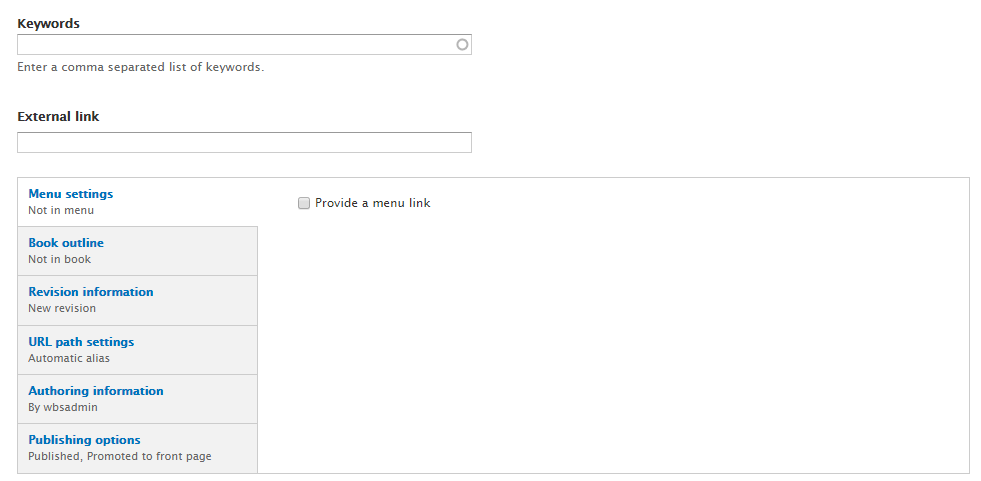 Keywords
Enter a comma separated list of keywords.
External link
Menu settings
Not in menu
Provide a menu link
Book outline
Not in book
Revision information
New revision
URL path settings
Automatic alias
Authoring information
By wbsadmin
Publishing options
Published, Promoted to front page